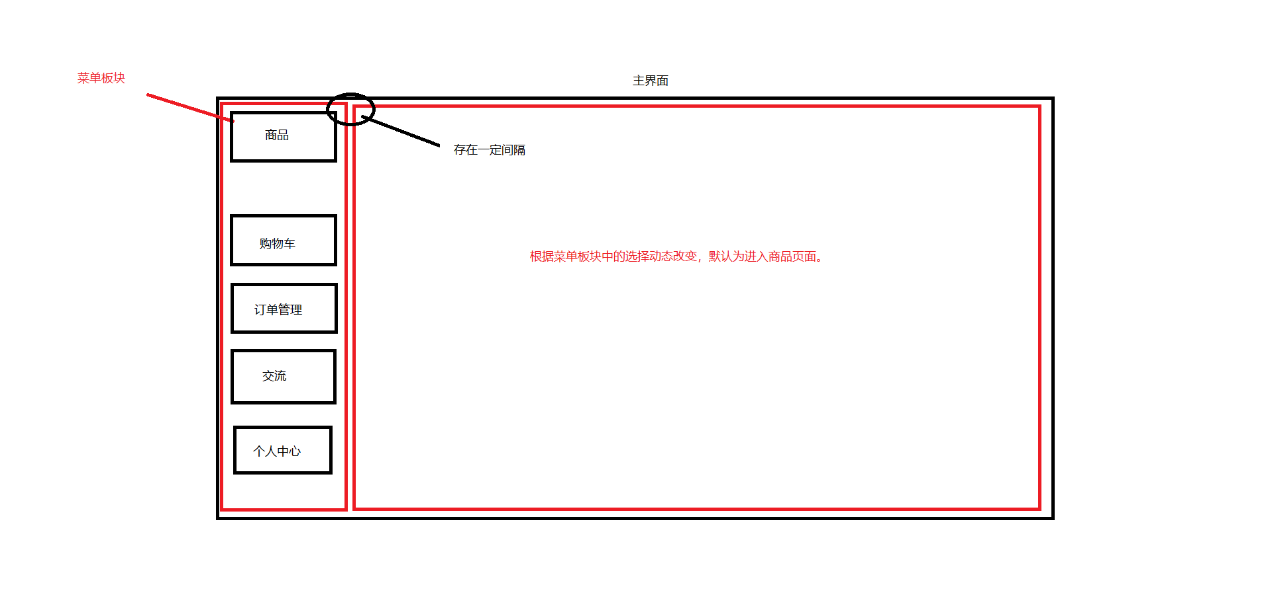 菜单板块
主界面
商品
存在一定间隔
购物车
根据菜单板块中的选择动态改变，默认为进入商品页面。
订单管理
交流
个人中心